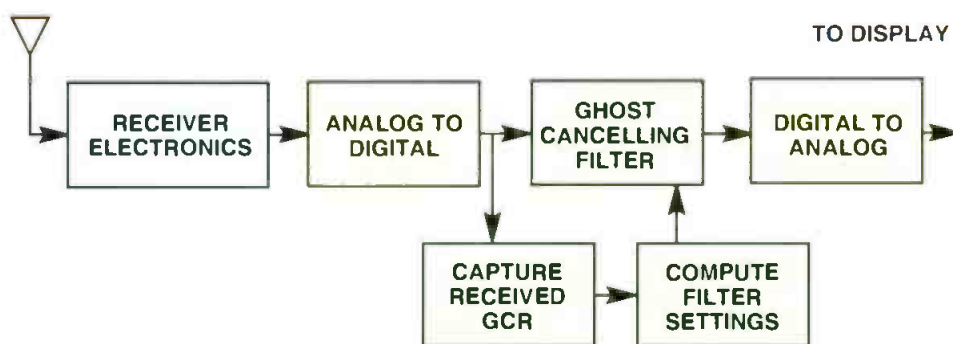 TO DISPLAY
RECEIVER
ELECTRONICS
ANALOG TO
DIGITAL
GHOST
CANCELLING
FILTER
DIGITAL TO
ANALOG
CAPTURE
RECEIVED
GCR
COMPUTE
FILTER
SETTINGS